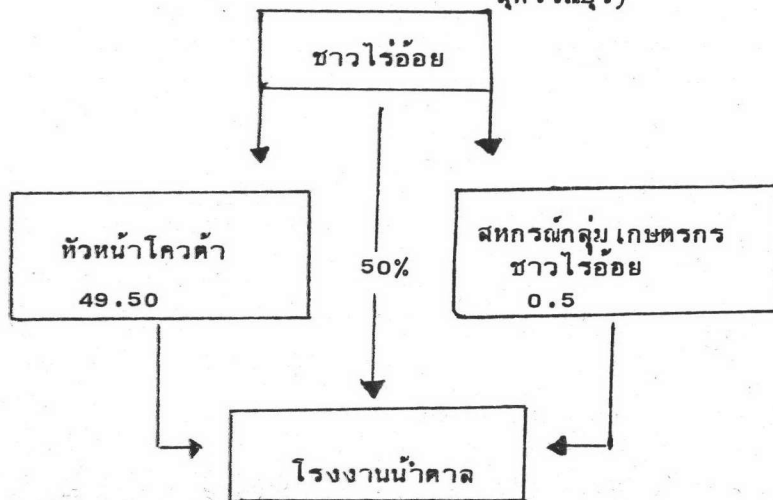 ชาวไร่อ้อย
หัวหน้าโควต้า
49.50
50%
สหกรณ์กลุ่มเกษตรกร
ชาวไร่อ้อย
0.5
โรงงานน้ำตาล